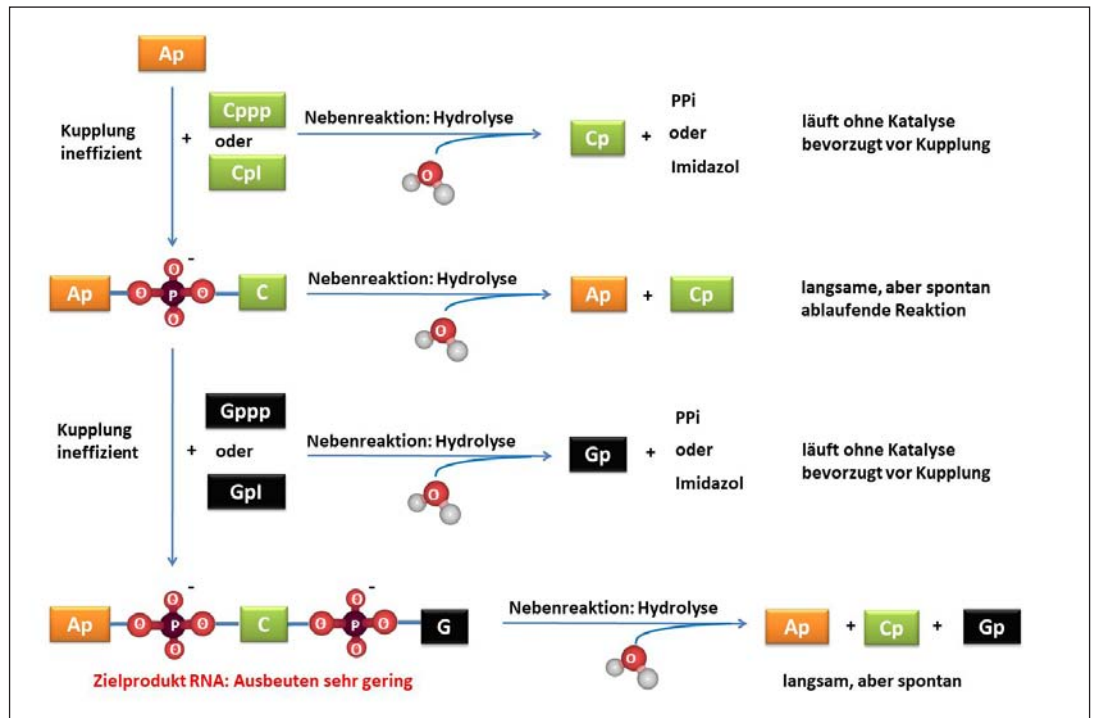 Ap
Kupplung
ineffizient
+
Cppp
oder
CpI
Nebenreaktion: Hydrolyse
O
Cp
+
PPi
oder
Imidazol
läuft ohne Katalyse
bevorzugt vor Kupplung
Ap
O
-
O
P
O
O
C
Nebenreaktion: Hydrolyse
O
Ap
+
Cp
langsame, aber spontan
ablaufende Reaktion
Kupplung
ineffizient
+
Gppp
oder
GpI
Nebenreaktion: Hydrolyse
O
Gp
+
PPi
oder
Imidazol
läuft ohne Katalyse
bevorzugt vor Kupplung
Ap
O
-
O
P
O
O
C
O
-
O
P
O
O
G
Nebenreaktion: Hydrolyse
O
Ap
+
Cp
+
Gp
Zielprodukt RNA: Ausbeuten sehr gering
langsam, aber spontan